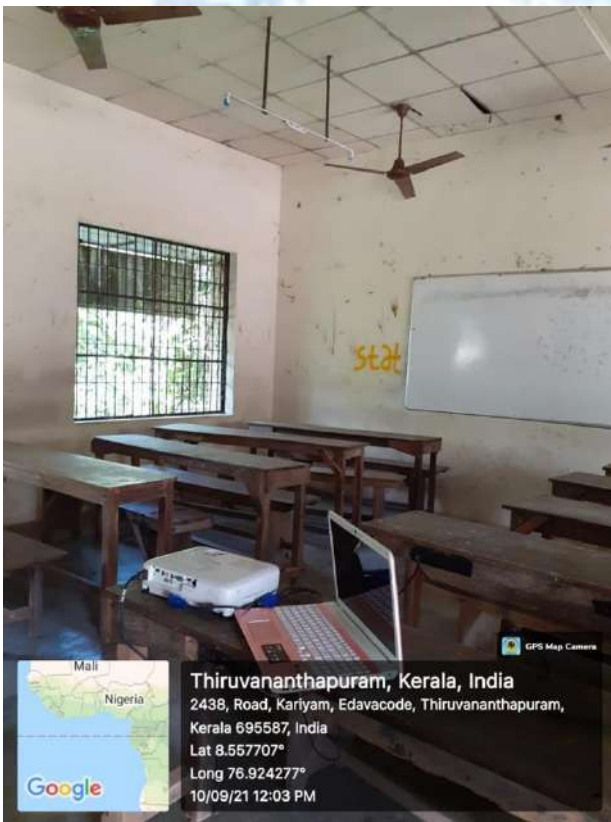 stat
GPS Map Camera
Mali
Nigeria
Google
Thiruvananthapuram, Kerala, India
2438, Road, Kariyam, Edavacode, Thiruvananthapuram,
Kerala 695587, India
Lat 8.557707°
Long 76.924277°
10/09/21 12:03 PM